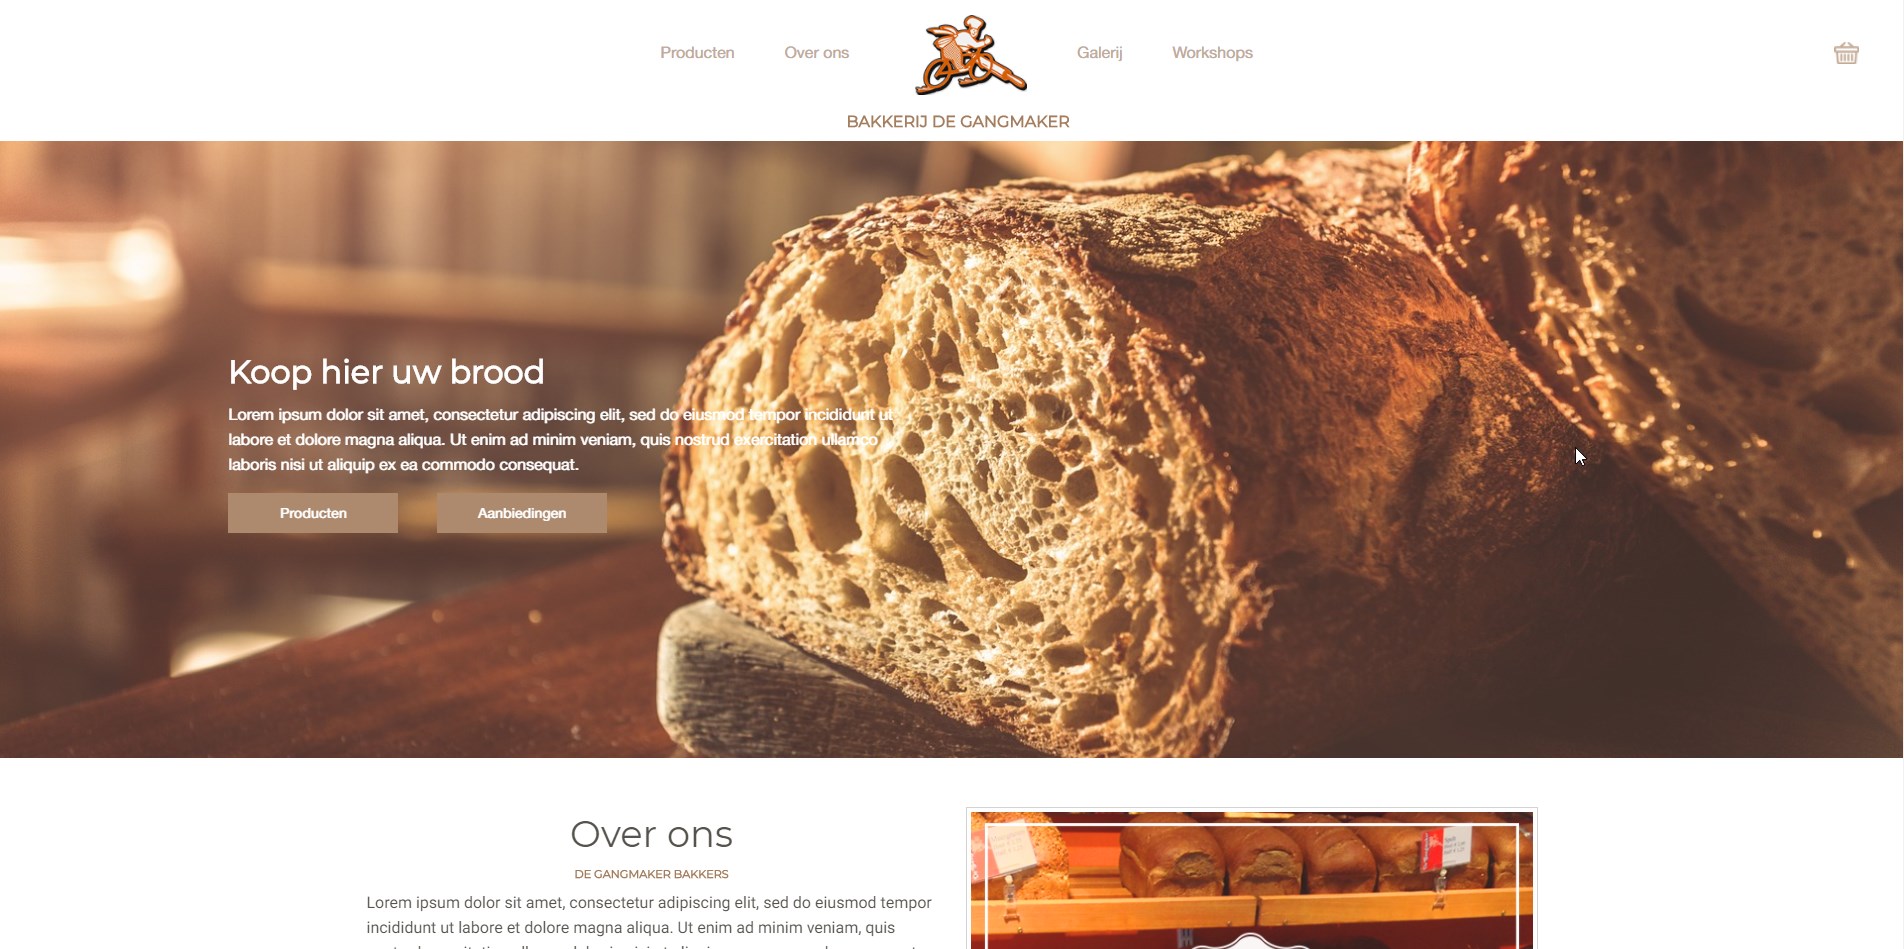 Producten
Over ons
Galerij
Workshops
BAKKERIJ DE GANGMAKER
Koop hier uw brood
Lorem ipsum dolor sit amet, consectetur adipiscing elit, sed do eiusmod tempor incididunt ut
labore et dolore magna aliqua. Ut enim ad minim veniam, quis nostrud exercitation ullamco
laboris nisi ut aliquip ex ea commodo consequat.
Producten
Aanbiedingen
Over ons
DE GANGMAKER BAKKERS
Lorem ipsum dolor sit amet, consectetur adipiscing elit, sed do eiusmod tempor
incididunt ut labore et dolore magna aliqua. Ut enim ad minim veniam, quis